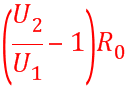 (U₂/U₁ − 1)R₀